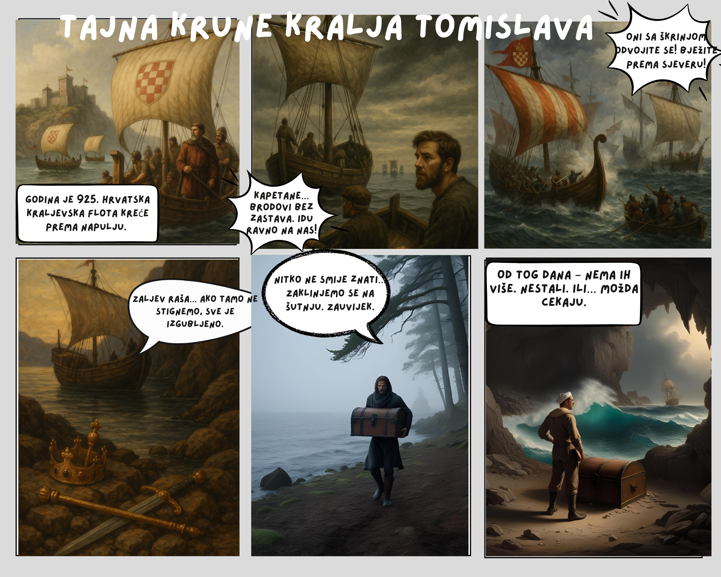 TAJNA KRUNE KRALJA TOMISLAVA
GODINA JE 925. HRVATSKA
KRALJEVSKA FLOTA KREĆE
PREMA NAPULJU.
KAPETANE...
BRODOVI BEZ
ZASTAVA. IDU
RAVNO NA NAS!
ONI SA ŠKRINJOM
ODVOJITE SE! BJEŽITE
PREMA SJEVERU!
ZALJEV RAŠA... AKO TAMO NE
STIGNEMO, SVE JE
IZGUBLJENO.
NITKO NE SMIJE ZNATI..
ZAKLINJEMO SE NA
ŠUTNJU. ZAUVIJEK.
OD TOG DANA – NEMA IH
VIŠE. NESTALI. ILI... MOŽDA
ČEKAJU.